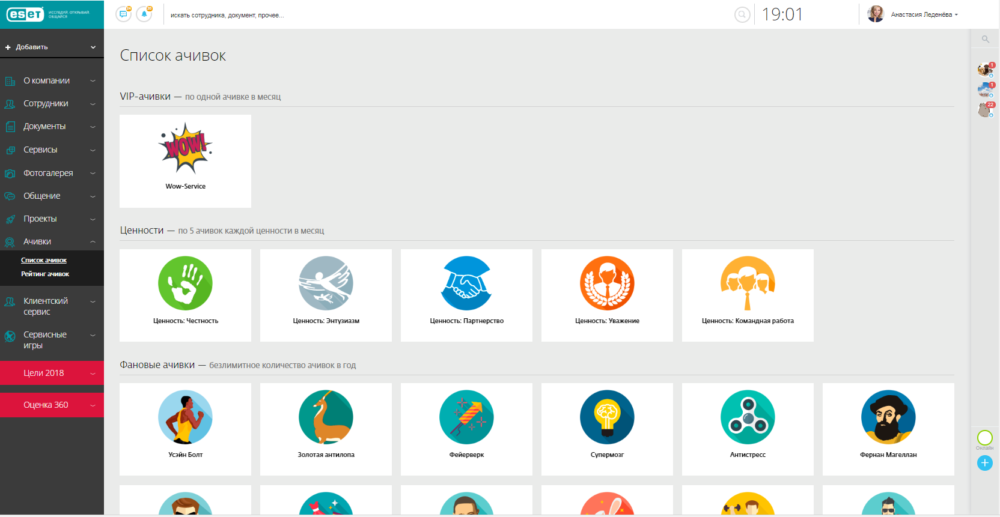 eset
ИССЛЕДУЙ. ОТКРЫВАЙ.
ОБЩАЙСЯ
24
20
искать сотрудника, документ, прочее...
19:01
Анастасия Леденёва
Добавить
О компании
Сотрудники
Документы
Сервисы
Фотогалерея
Общение
Проекты
Ачивки
Список ачивок
Рейтинг ачивок
Клиентский
сервис
Сервисные
игры
Цели 2018
Оценка 360
Список ачивок
VIP-ачивки — по одной ачивке в месяц
WOW!
Wow-Service
Ценности — по 5 ачивок каждой ценности в месяц
Ценность: Честность
Ценность: Энтузиазм
Ценность: Партнерство
Ценность: Уважение
Ценность: Командная работа
Фановые ачивки — безлимитное количество ачивок в год
Усэйн Болт
Золотая антилопа
Фейерверк
Супермозг
Антистресс
Фернан Магеллан
1
1
22
Онлайн